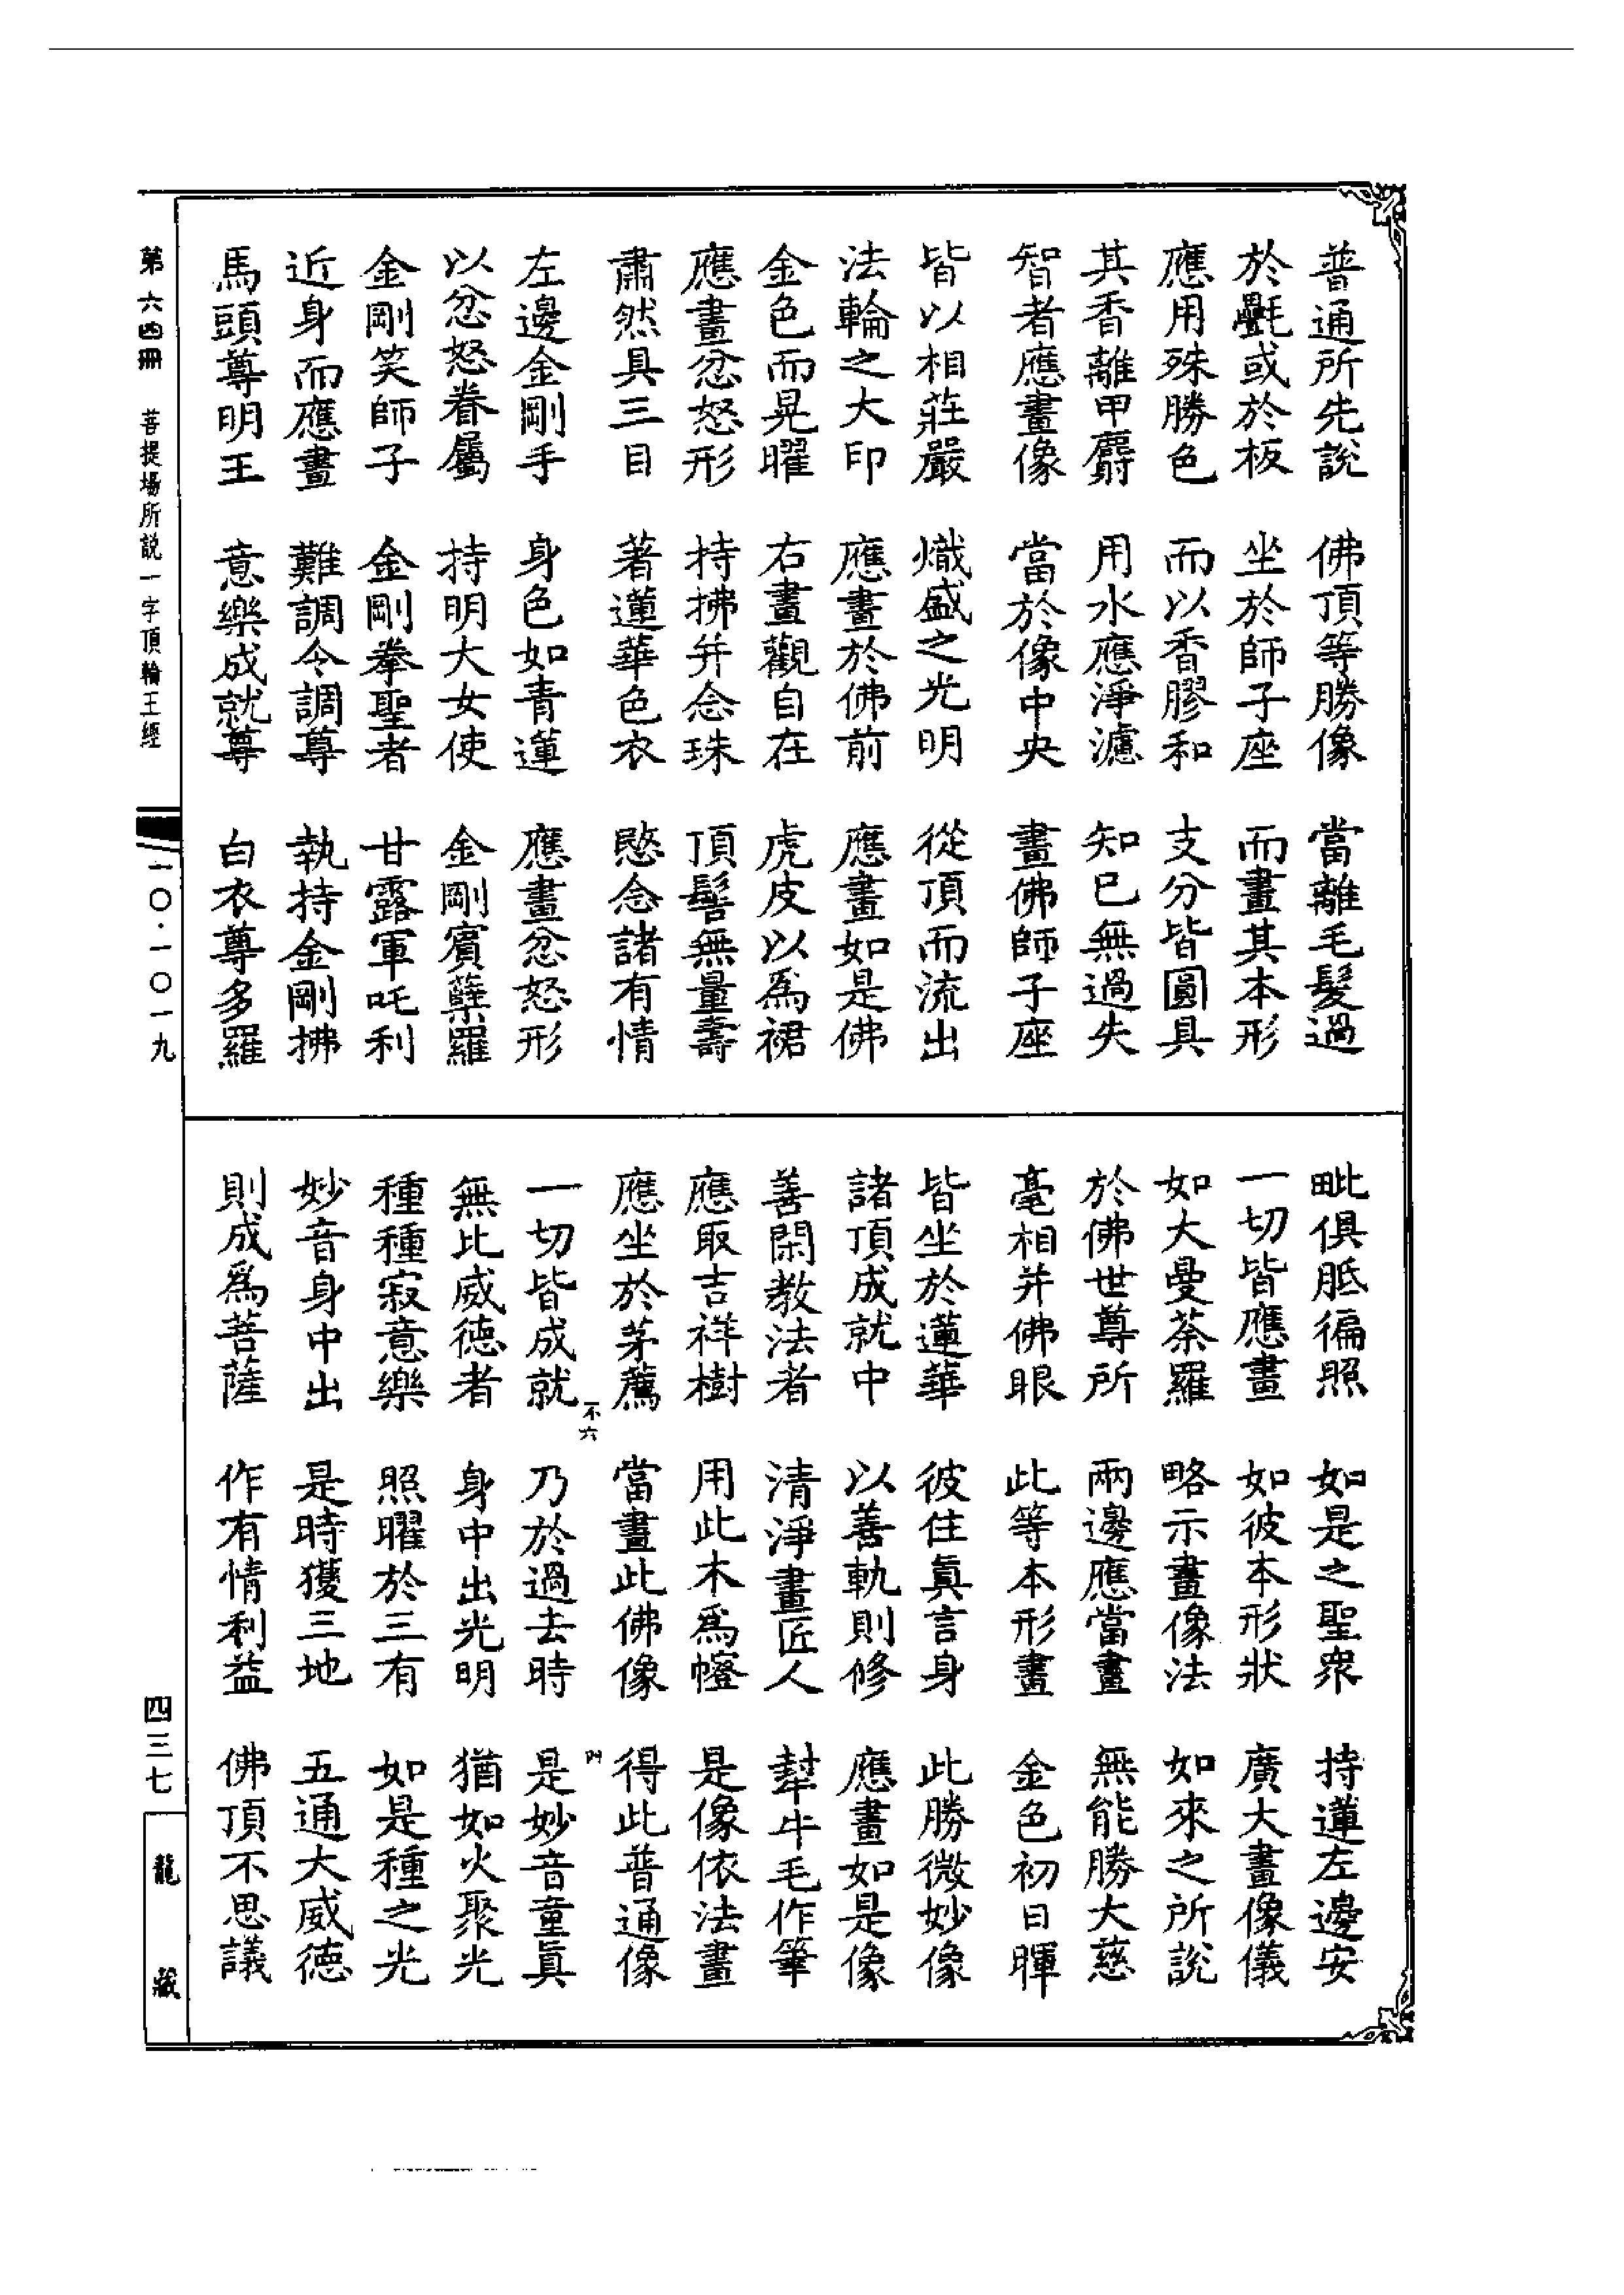 普通所先說　佛頂等勝像　當離毛髮過
於氎或於板　坐於師子座　而畫其本形
應用殊勝色　而以香膠和　支分皆圓具
其香離甲麝　用水應淨濾　知已無過失
智者應畫像　當於像中央　畫佛師子座
皆以相莊嚴　熾盛之光明　從頂而流出
法輪之大印　應畫於佛前　應畫如是佛
金色而晃曜　右畫觀自在　虎皮以為裙
應畫忿怒形　持拂并念珠　頂髻無量壽
肅然具三目　著蓮華色衣　愍念諸有情
左邊金剛手　身色如青蓮　應畫忿怒形
以忿怒眷屬　持明大女使　金剛賓蘗羅
金剛笑師子　金剛拳聖者　甘露軍吒利
近身而應畫　難調令調尊　執持金剛拂
馬頭尊明王　意樂成就尊　白衣尊多羅
毗俱胝徧照　如是之聖眾　持蓮左邊安
一切皆應畫　如彼本形狀　廣大畫像儀
如大曼荼羅　略示畫像法　如來之所說
於佛世尊所　兩邊應當畫　無能勝大慈
毫相并佛眼　此等本形畫　金色初日暉
皆坐於蓮華　彼住真言身　此勝微妙像
諸頂成就中　以善軌則修　應畫如是像
善閑教法者　清淨畫匠人　犎牛毛作筆
應取吉祥樹　用此木為㡧　是像依法畫
應坐於茅薦　當畫此佛像　得此普通像
不六
四
一切皆成就　乃於過去時　是妙音童真
無比威德者　身中出光明　猶如火聚光
種種寂意樂　照曜於三有　如是種之光
妙音身中出　是時獲三地　五通大威德
則成為菩薩　作有情利益　佛頂不思議
第六四冊　菩提場所説一字頂輪王經
一〇·一〇一九
四三七
龍藏